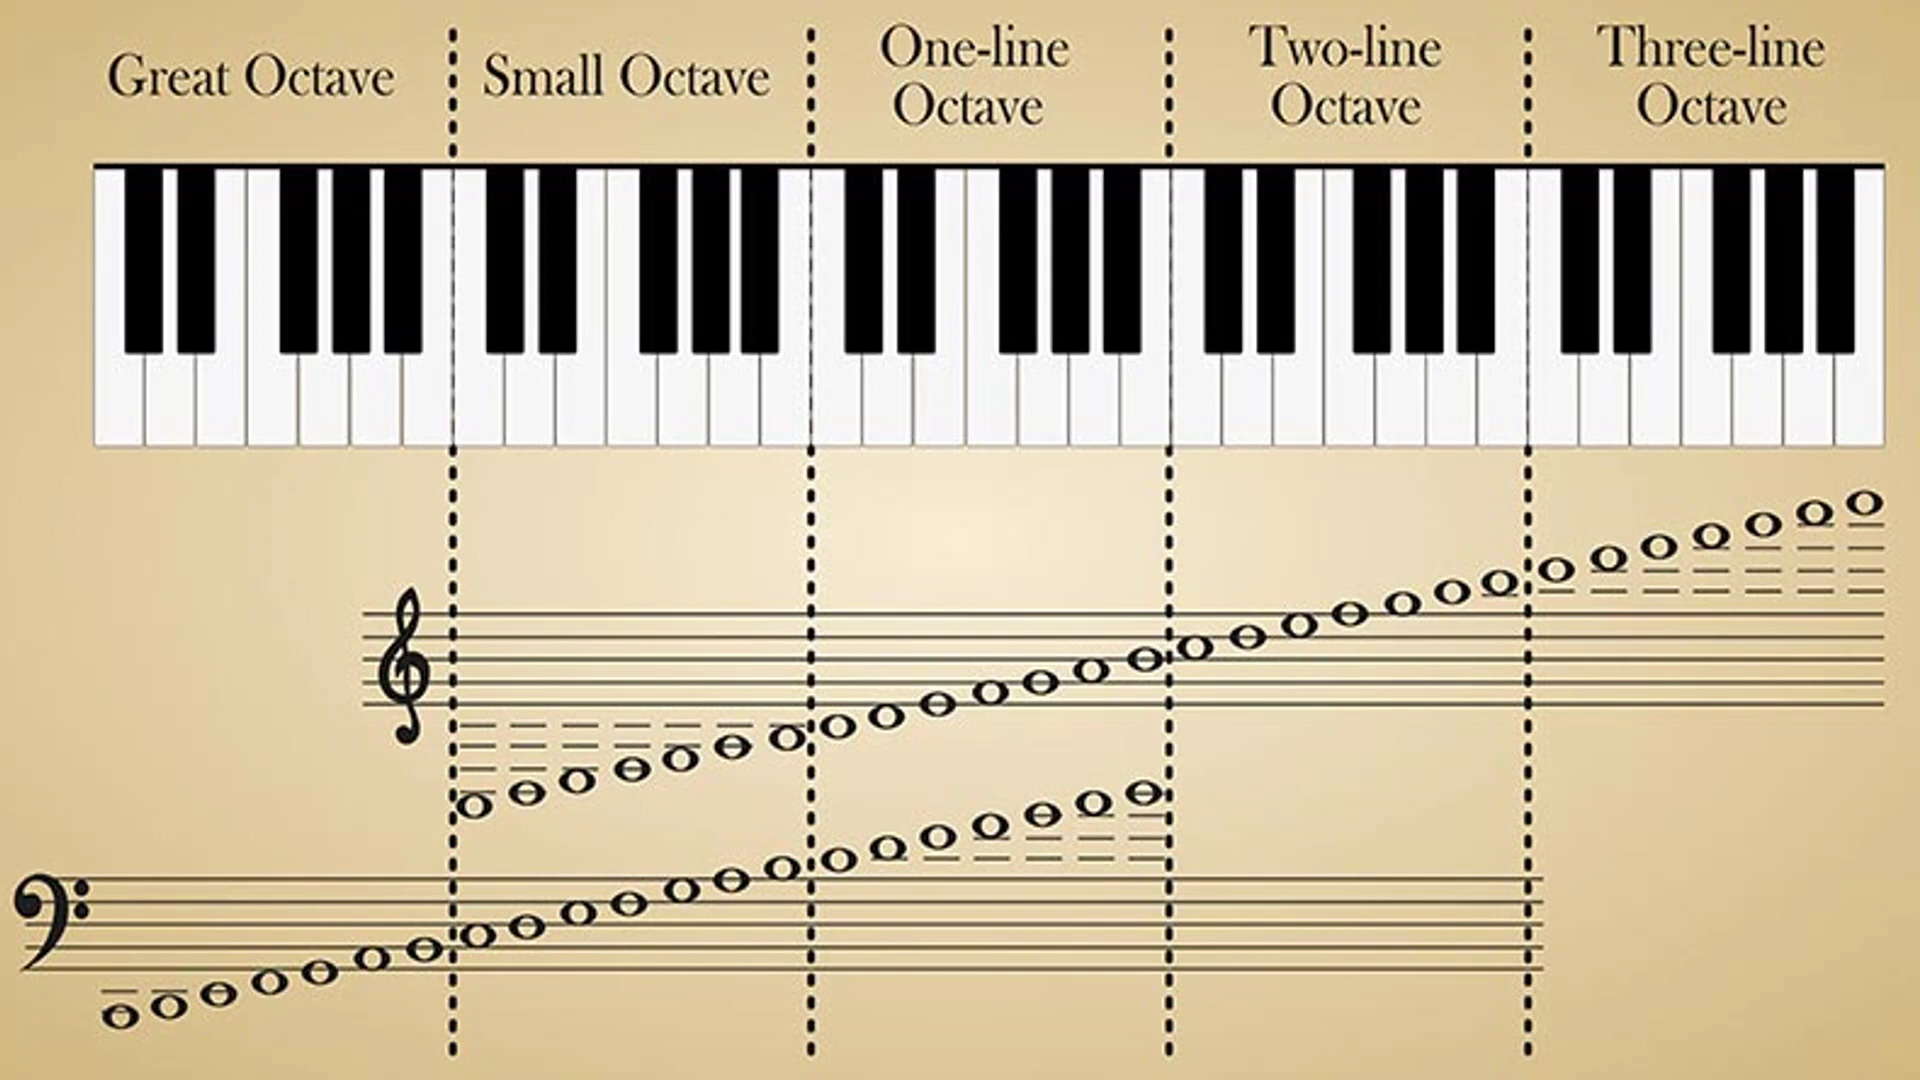 Great Octave
Small Octave
One-line
Octave
Two-line
Octave
Three-line
Octave